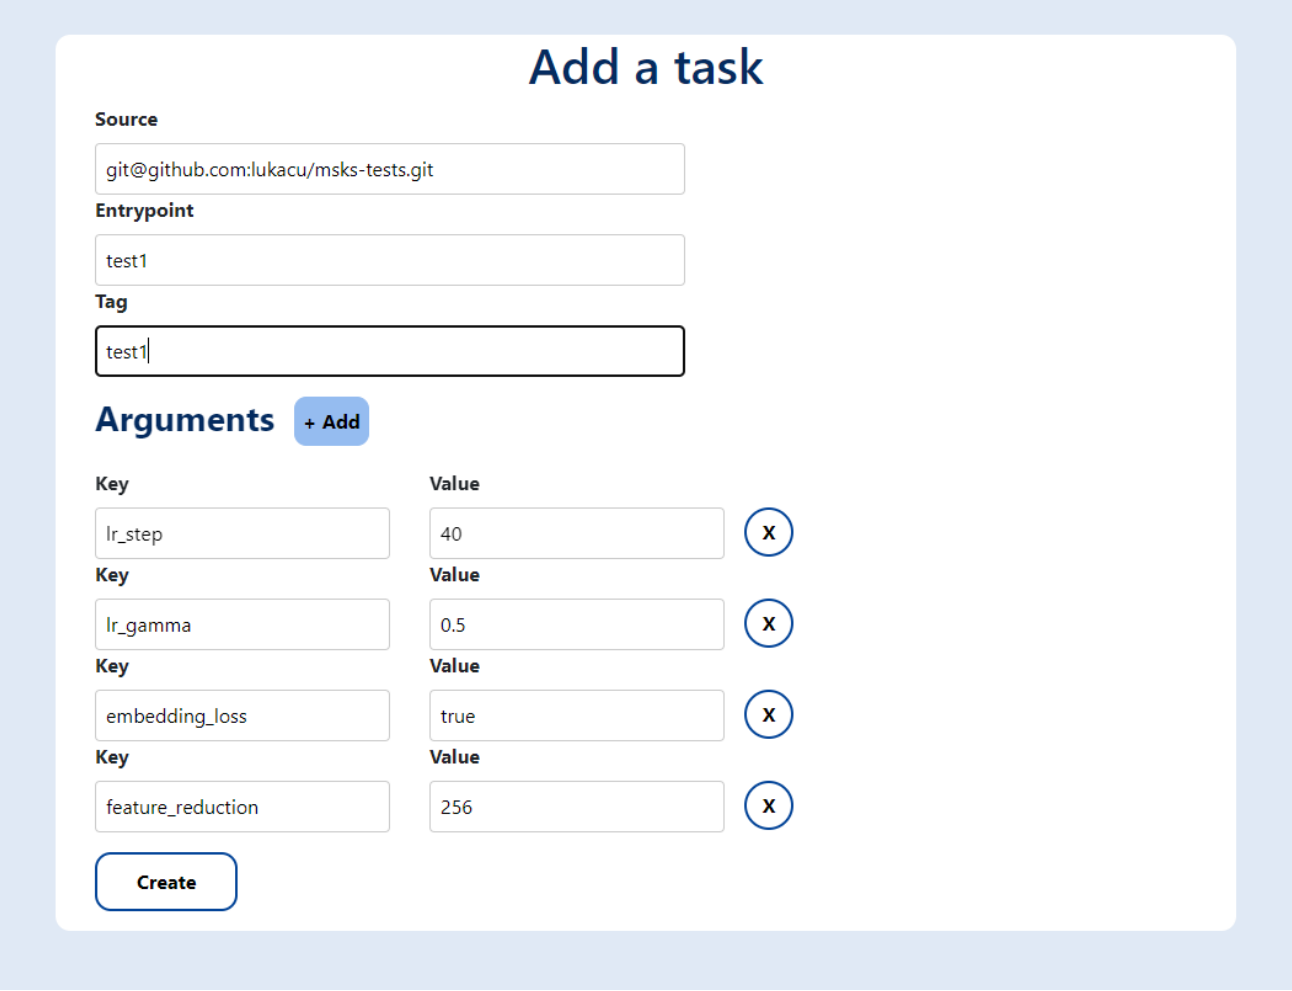 Add a task
Source
git@github.com:lukacu/msks-tests.git
Entrypoint
test1
Tag
test1
Arguments + Add
Key Value
lr_step 40 X
Key Value
lr_gamma 0.5 X
Key Value
embedding_loss true X
Key Value
feature_reduction 256 X
Create